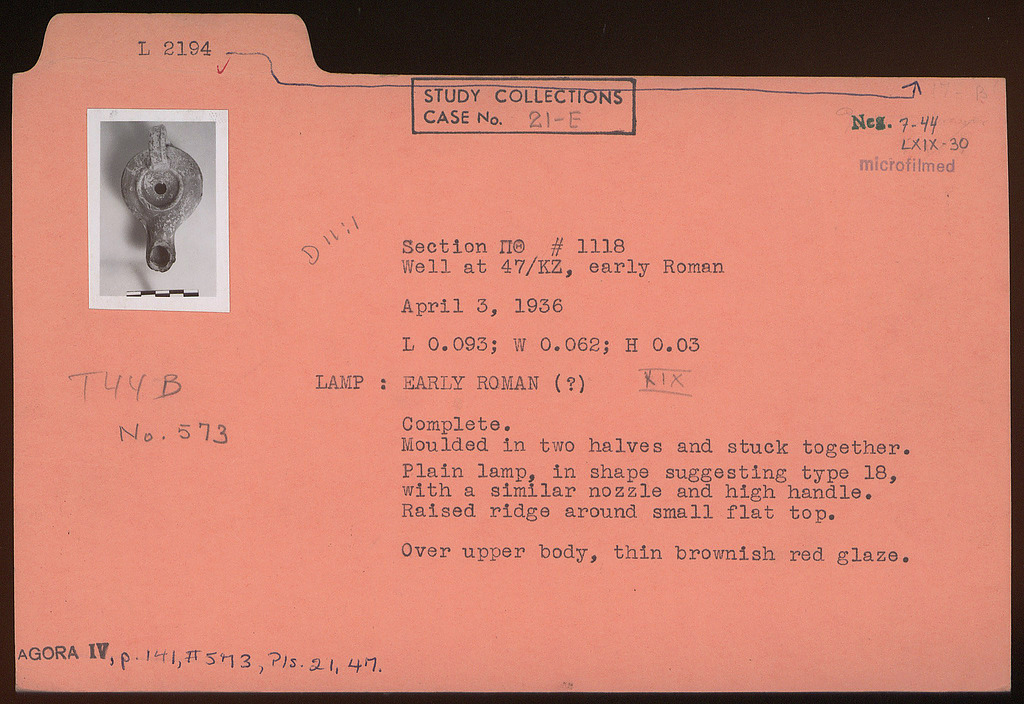 L 2194
STUDY COLLECTIONS
CASE No. 21-E
Neg. 7-44
LXIX-30
microfilmed
D 11:1
Section ΠΘ # 1118
Well at 47/KZ, early Roman
April 3, 1936
L 0.093; W 0.062; H 0.03
LAMP : EARLY ROMAN (?) XIX
T44B
No. 573
Complete.
Moulded in two halves and stuck together.
Plain lamp, in shape suggesting type 18,
with a similar nozzle and high handle.
Raised ridge around small flat top.
Over upper body, thin brownish red glaze.
AGORA IV, p. 141, #573, Pls. 21, 47.